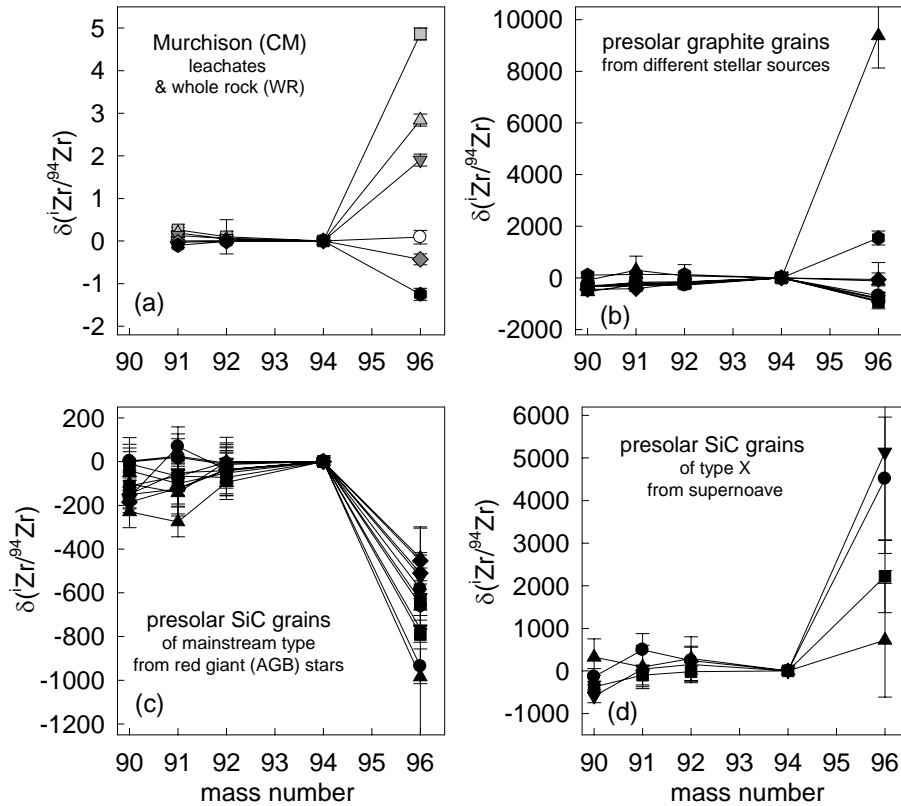 5
4
3
2
1
0
-1
-2
δ(ⁱZr/⁹⁴Zr)
Murchison (CM)
leachates
& whole rock (WR)
(a)
90 91 92 93 94 95 96
10000
8000
6000
4000
2000
0
-2000
δ(ⁱZr/⁹⁴Zr)
presolar graphite grains
from different stellar sources
(b)
90 91 92 93 94 95 96
200
0
-200
-400
-600
-800
-1000
-1200
δ(ⁱZr/⁹⁴Zr)
presolar SiC grains
of mainstream type
from red giant (AGB) stars
(c)
90 91 92 93 94 95 96
mass number
6000
5000
4000
3000
2000
1000
0
-1000
δ(ⁱZr/⁹⁴Zr)
presolar SiC grains
of type X
from supernoave
(d)
90 91 92 93 94 95 96
mass number